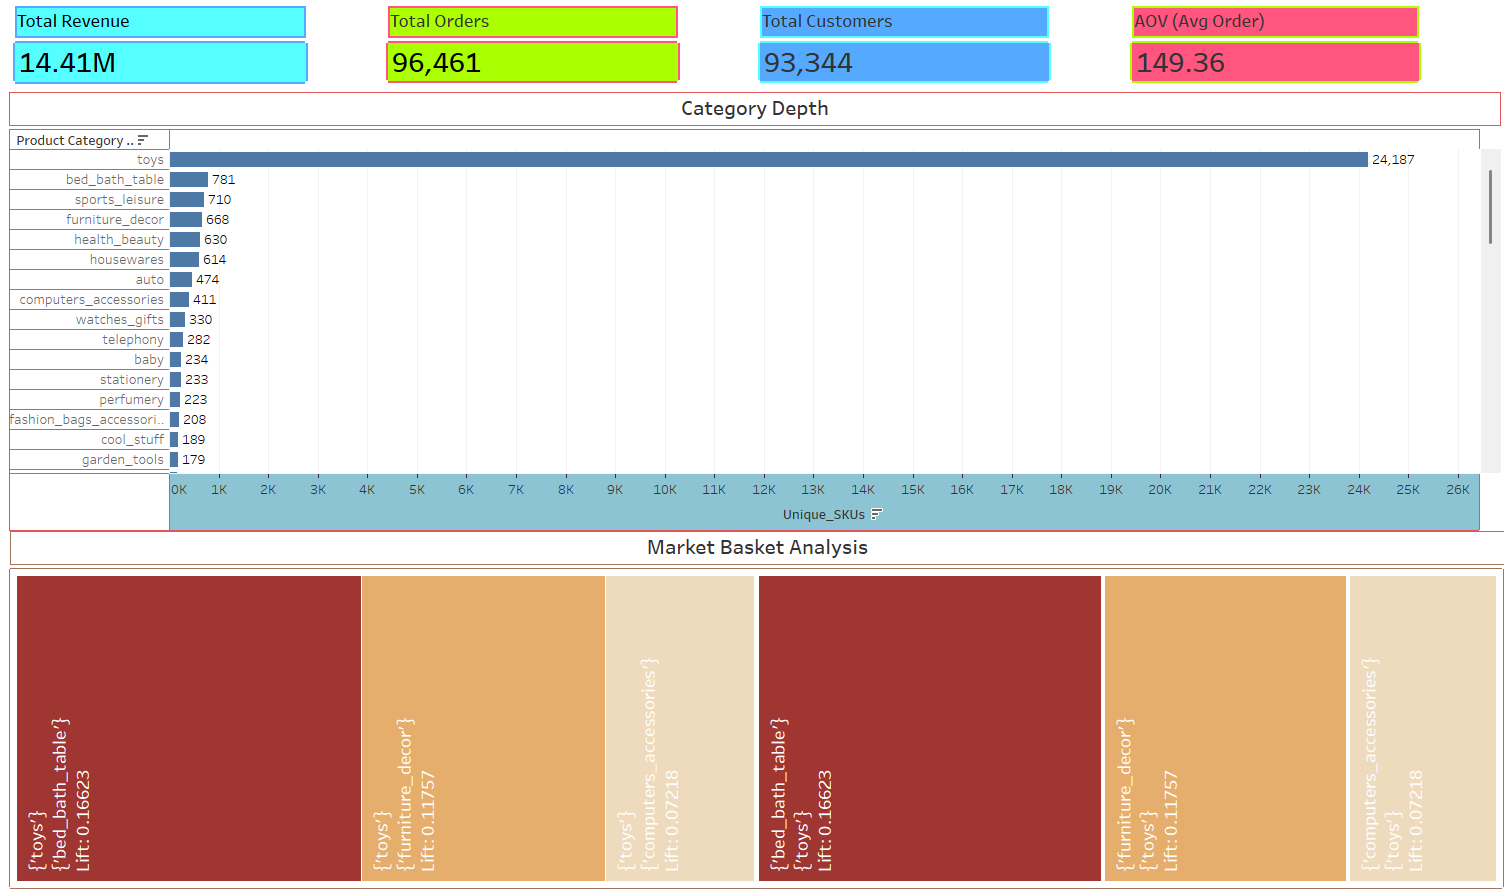 Total Revenue
Total Orders
Total Customers
AOV (Avg Order)
14.41M
96,461
93,344
149.36
Category Depth
Product Category ..
toys 24,187
bed_bath_table 781
sports_leisure 710
furniture_decor 668
health_beauty 630
housewares 614
auto 474
computers_accessories 411
watches_gifts 330
telephony 282
baby 234
stationery 233
perfumery 223
fashion_bags_accessori.. 208
cool_stuff 189
garden_tools 179
0K 1K 2K 3K 4K 5K 6K 7K 8K 9K 10K 11K 12K 13K 14K 15K 16K 17K 18K 19K 20K 21K 22K 23K 24K 25K 26K
Unique_SKUs
Market Basket Analysis
{'toys'}
{'bed_bath_table'}
Lift: 0.16623
{'toys'}
{'furniture_decor'}
Lift: 0.11757
{'toys'}
{'computers_accessories'}
Lift: 0.07218
{'bed_bath_table'}
{'toys'}
Lift: 0.16623
{'furniture_decor'}
{'toys'}
Lift: 0.11757
{'computers_accessories'}
{'toys'}
Lift: 0.07218